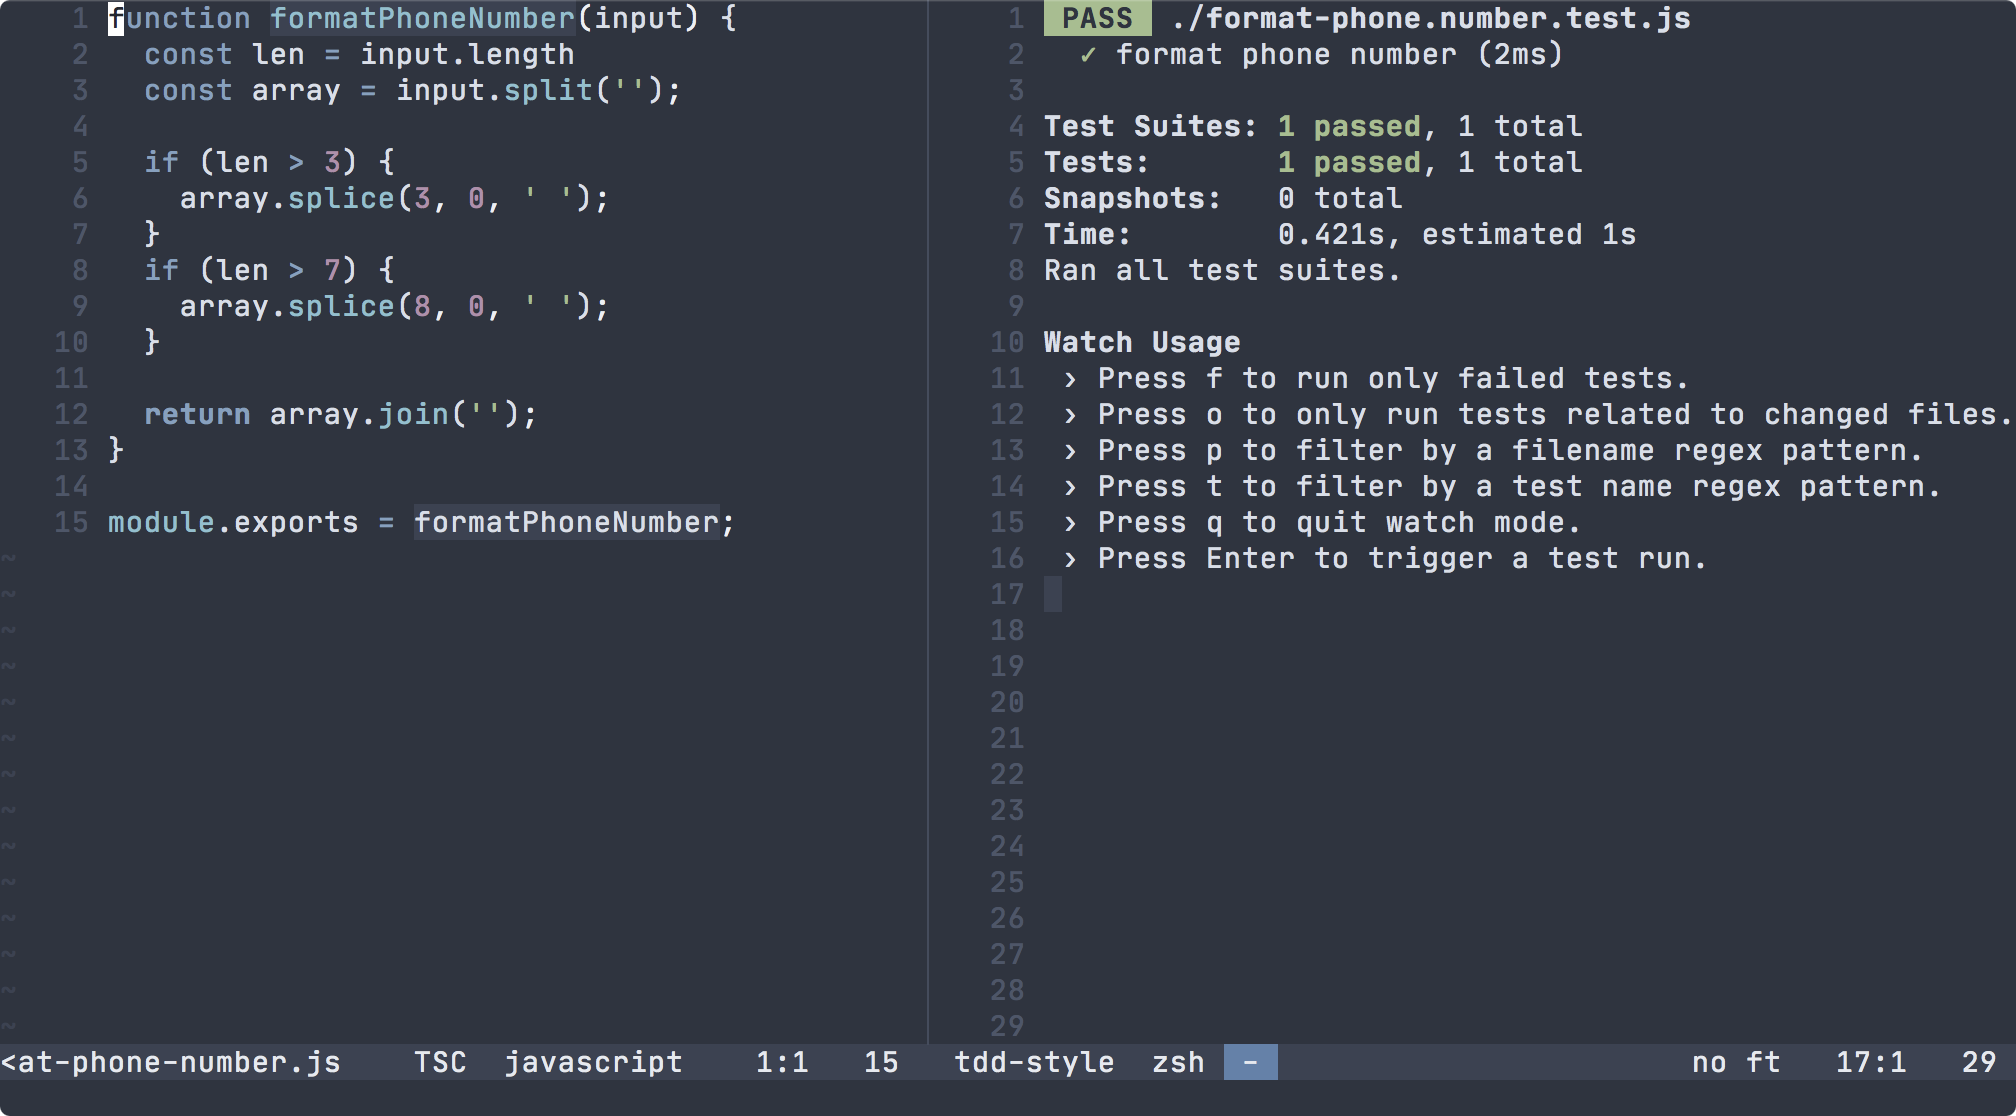 1 function formatPhoneNumber(input) {
2   const len = input.length
3   const array = input.split('');
4
5   if (len > 3) {
6     array.splice(3, 0, ' ');
7   }
8   if (len > 7) {
9     array.splice(8, 0, ' ');
10   }
11
12   return array.join('');
13 }
14
15 module.exports = formatPhoneNumber;
~
~
~
~
~
~
~
~
~
~
~
~
~
~
<at-phone-number.js    TSC  javascript    1:1   15
1  PASS  ./format-phone.number.test.js
2   ✓ format phone number (2ms)
3
4 Test Suites: 1 passed, 1 total
5 Tests:       1 passed, 1 total
6 Snapshots:   0 total
7 Time:        0.421s, estimated 1s
8 Ran all test suites.
9
10 Watch Usage
11  › Press f to run only failed tests.
12  › Press o to only run tests related to changed files.
13  › Press p to filter by a filename regex pattern.
14  › Press t to filter by a test name regex pattern.
15  › Press q to quit watch mode.
16  › Press Enter to trigger a test run.
17
18
19
20
21
22
23
24
25
26
27
28
29
tdd-style  zsh  -  no ft   17:1   29